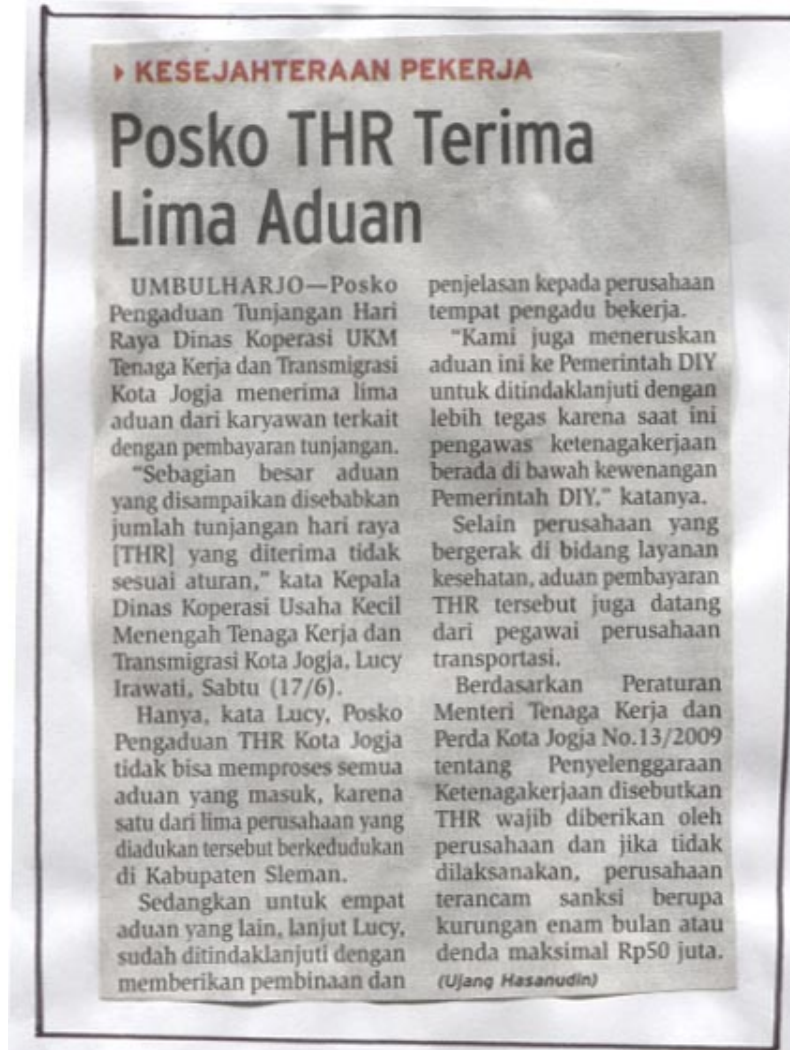 KESEJAHTERAAN PEKERJA
Posko THR Terima
Lima Aduan
UMBULHARJO—Posko
Pengaduan Tunjangan Hari
Raya Dinas Koperasi UKM
Tenaga Kerja dan Transmigrasi
Kota Jogja menerima lima
aduan dari karyawan terkait
dengan pembayaran tunjangan.
"Sebagian besar aduan
yang disampaikan disebabkan
jumlah tunjangan hari raya
[THR] yang diterima tidak
sesuai aturan," kata Kepala
Dinas Koperasi Usaha Kecil
Menengah Tenaga Kerja dan
Transmigrasi Kota Jogja, Lucy
Irawati, Sabtu (17/6).
Hanya, kata Lucy, Posko
Pengaduan THR Kota Jogja
tidak bisa memproses semua
aduan yang masuk, karena
satu dari lima perusahaan yang
diadukan tersebut berkedudukan
di Kabupaten Sleman.
Sedangkan untuk empat
aduan yang lain, lanjut Lucy,
sudah ditindaklanjuti dengan
memberikan pembinaan dan
penjelasan kepada perusahaan
tempat pengadu bekerja.
"Kami juga meneruskan
aduan ini ke Pemerintah DIY
untuk ditindaklanjuti dengan
lebih tegas karena saat ini
pengawas ketenagakerjaan
berada di bawah kewenangan
Pemerintah DIY," katanya.
Selain perusahaan yang
bergerak di bidang layanan
kesehatan, aduan pembayaran
THR tersebut juga datang
dari pegawai perusahaan
transportasi.
Berdasarkan Peraturan
Menteri Tenaga Kerja dan
Perda Kota Jogja No.13/2009
tentang Penyelenggaraan
Ketenagakerjaan disebutkan
THR wajib diberikan oleh
perusahaan dan jika tidak
dilaksanakan, perusahaan
terancam sanksi berupa
kurungan enam bulan atau
denda maksimal Rp50 juta.
(Ujang Hasanudin)